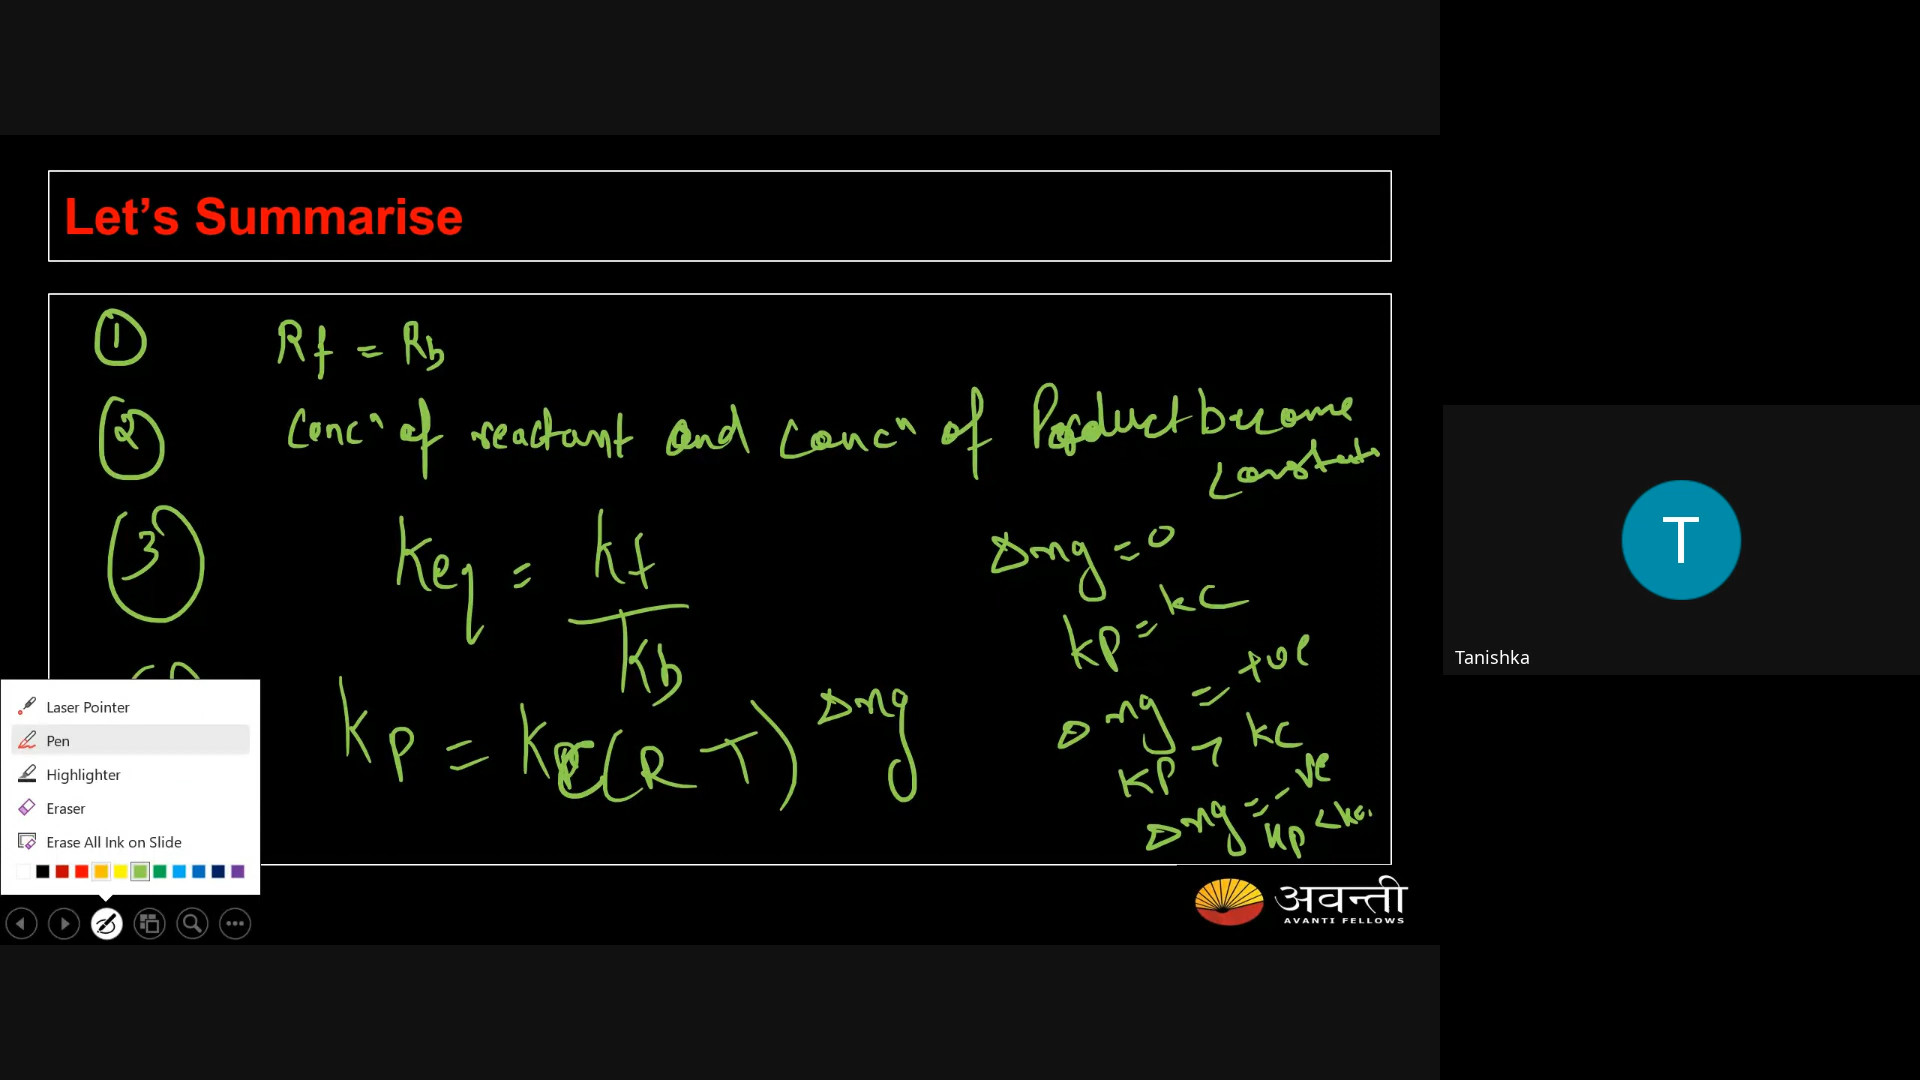 Let's Summarise
① Rf = Rb
② Concⁿ of reactant and Concⁿ of Product become
constant
③ Keq = kf / kb
Kp = Kc(RT)^Δng
Δng = 0
kp = kc
Δng = +ve
kp > kc
Δng = -ve
kp < kc.
Laser Pointer
Pen
Highlighter
Eraser
Erase All Ink on Slide
अवन्ती
AVANTI FELLOWS
T
Tanishka